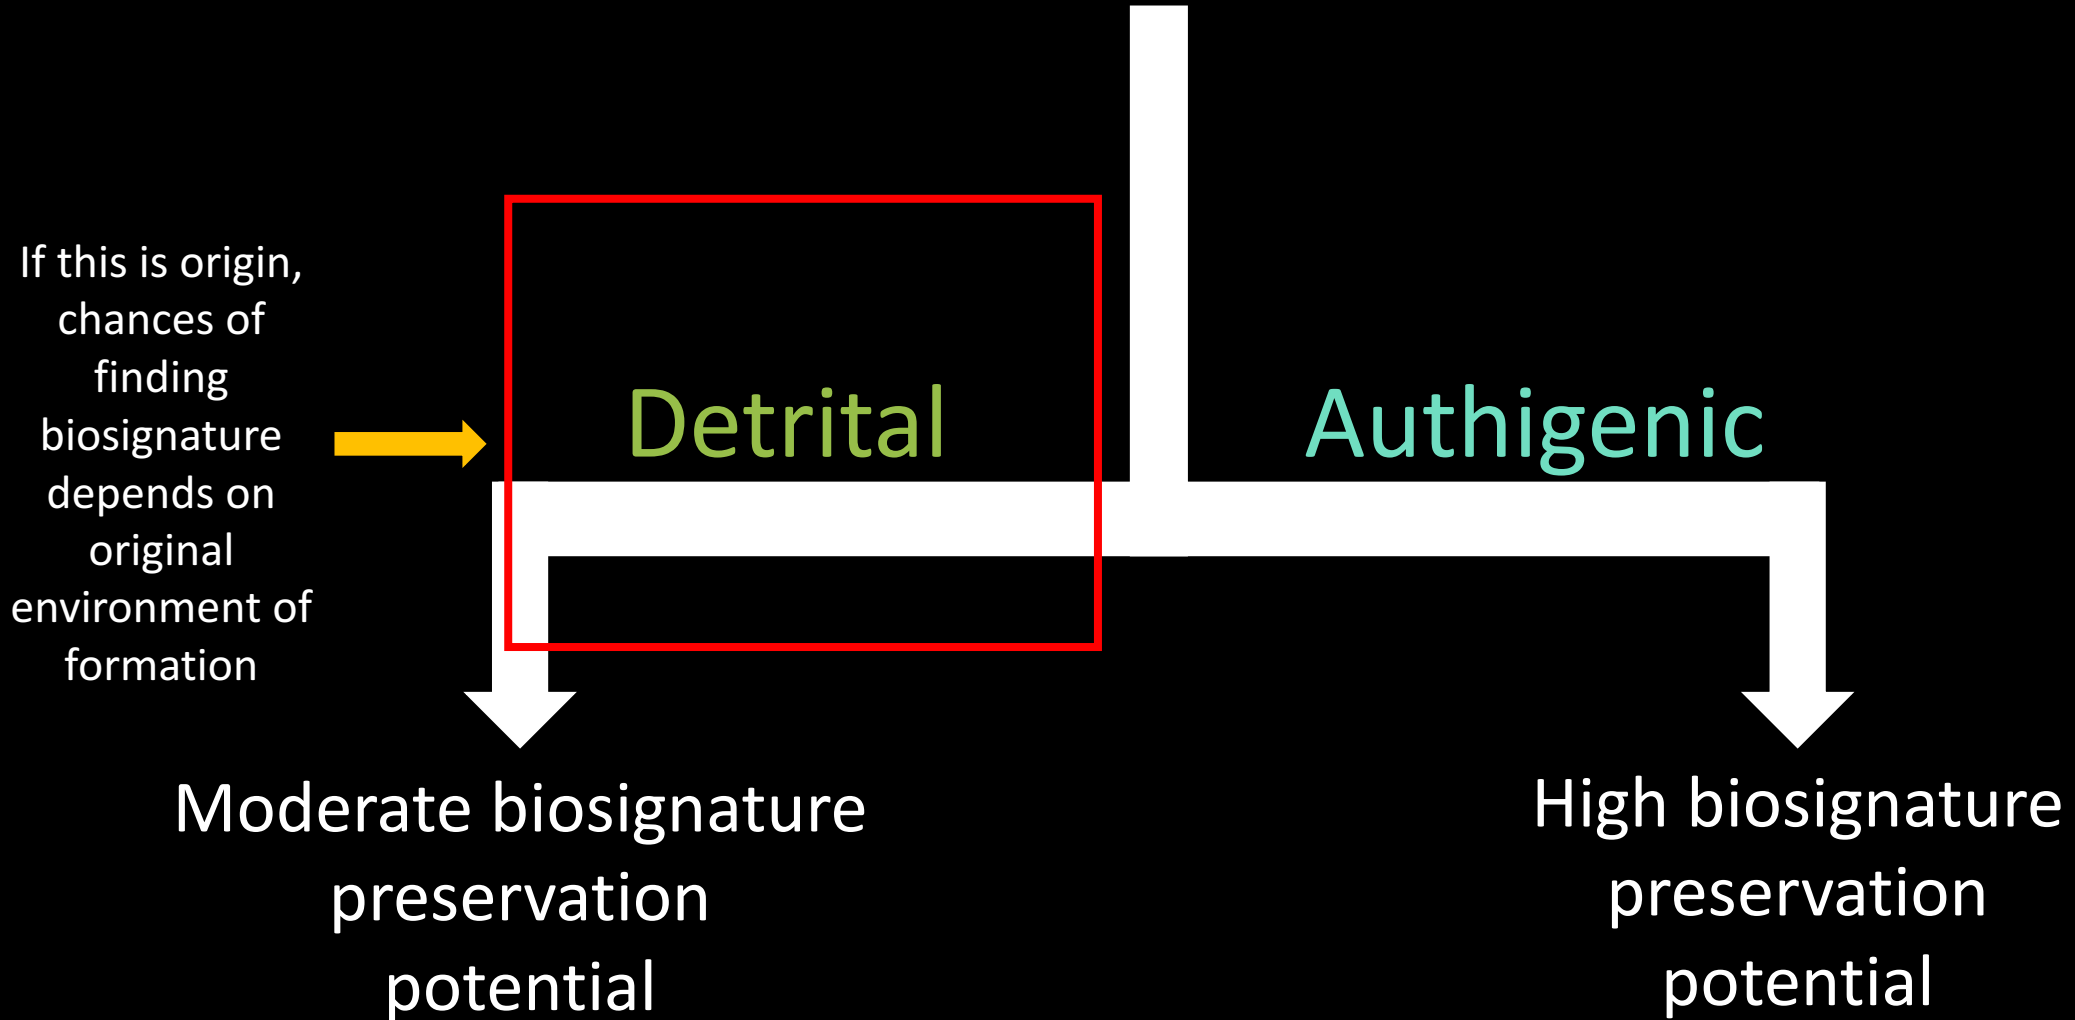 If this is origin,
chances of
finding
biosignature
depends on
original
environment of
formation
Detrital
Authigenic
Moderate biosignature
preservation
potential
High biosignature
preservation
potential